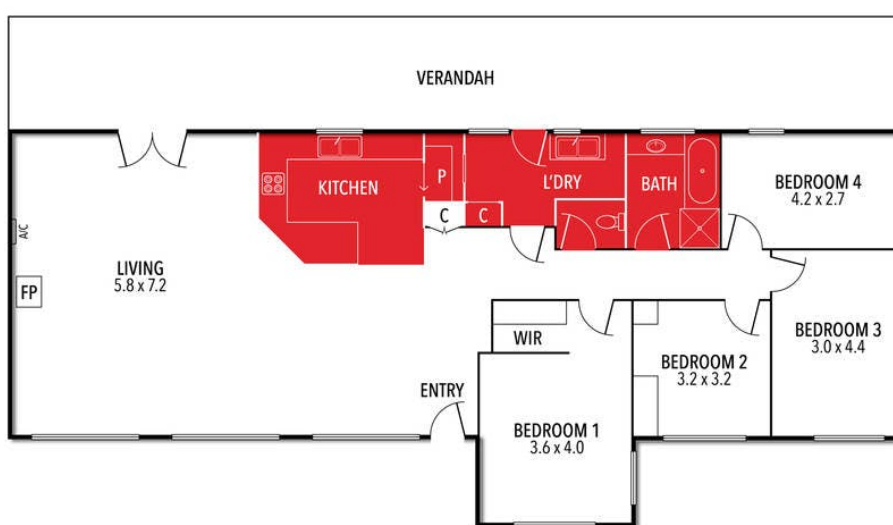 VERANDAH
KITCHEN
P
L'DRY
BATH
BEDROOM 4
4.2 x 2.7
C
C
A/C
LIVING
5.8 x 7.2
FP
WIR
BEDROOM 3
3.0 x 4.4
BEDROOM 2
3.2 x 3.2
ENTRY
BEDROOM 1
3.6 x 4.0